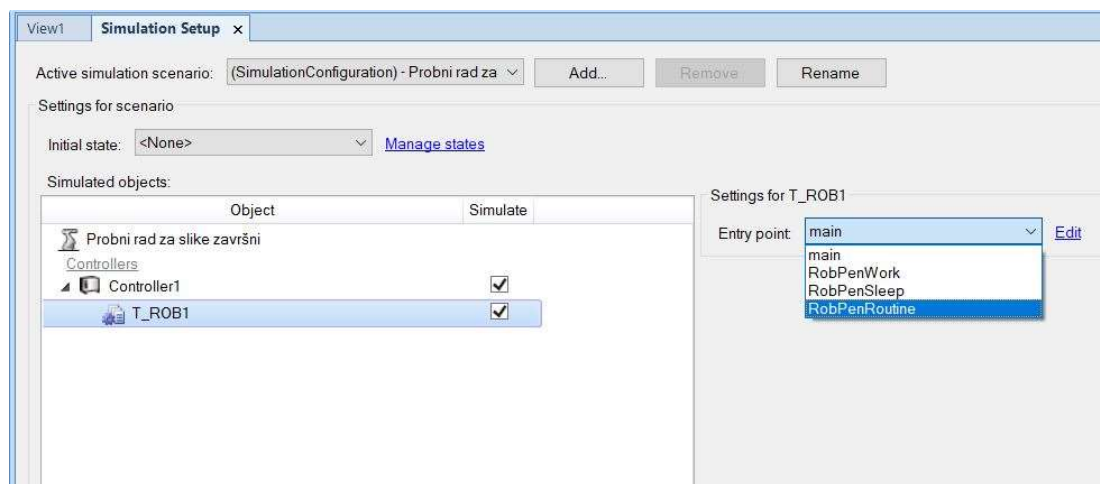 View1 Simulation Setup x
Active simulation scenario: (SimulationConfiguration) - Probni rad za Add... Remove Rename
Settings for scenario
Initial state: <None> Manage states
Simulated objects:
Object Simulate
Probni rad za slike završni
Controllers
Controller1
T_ROB1
Settings for T_ROB1
Entry point: main Edit
main
RobPenWork
RobPenSleep
RobPenRoutine